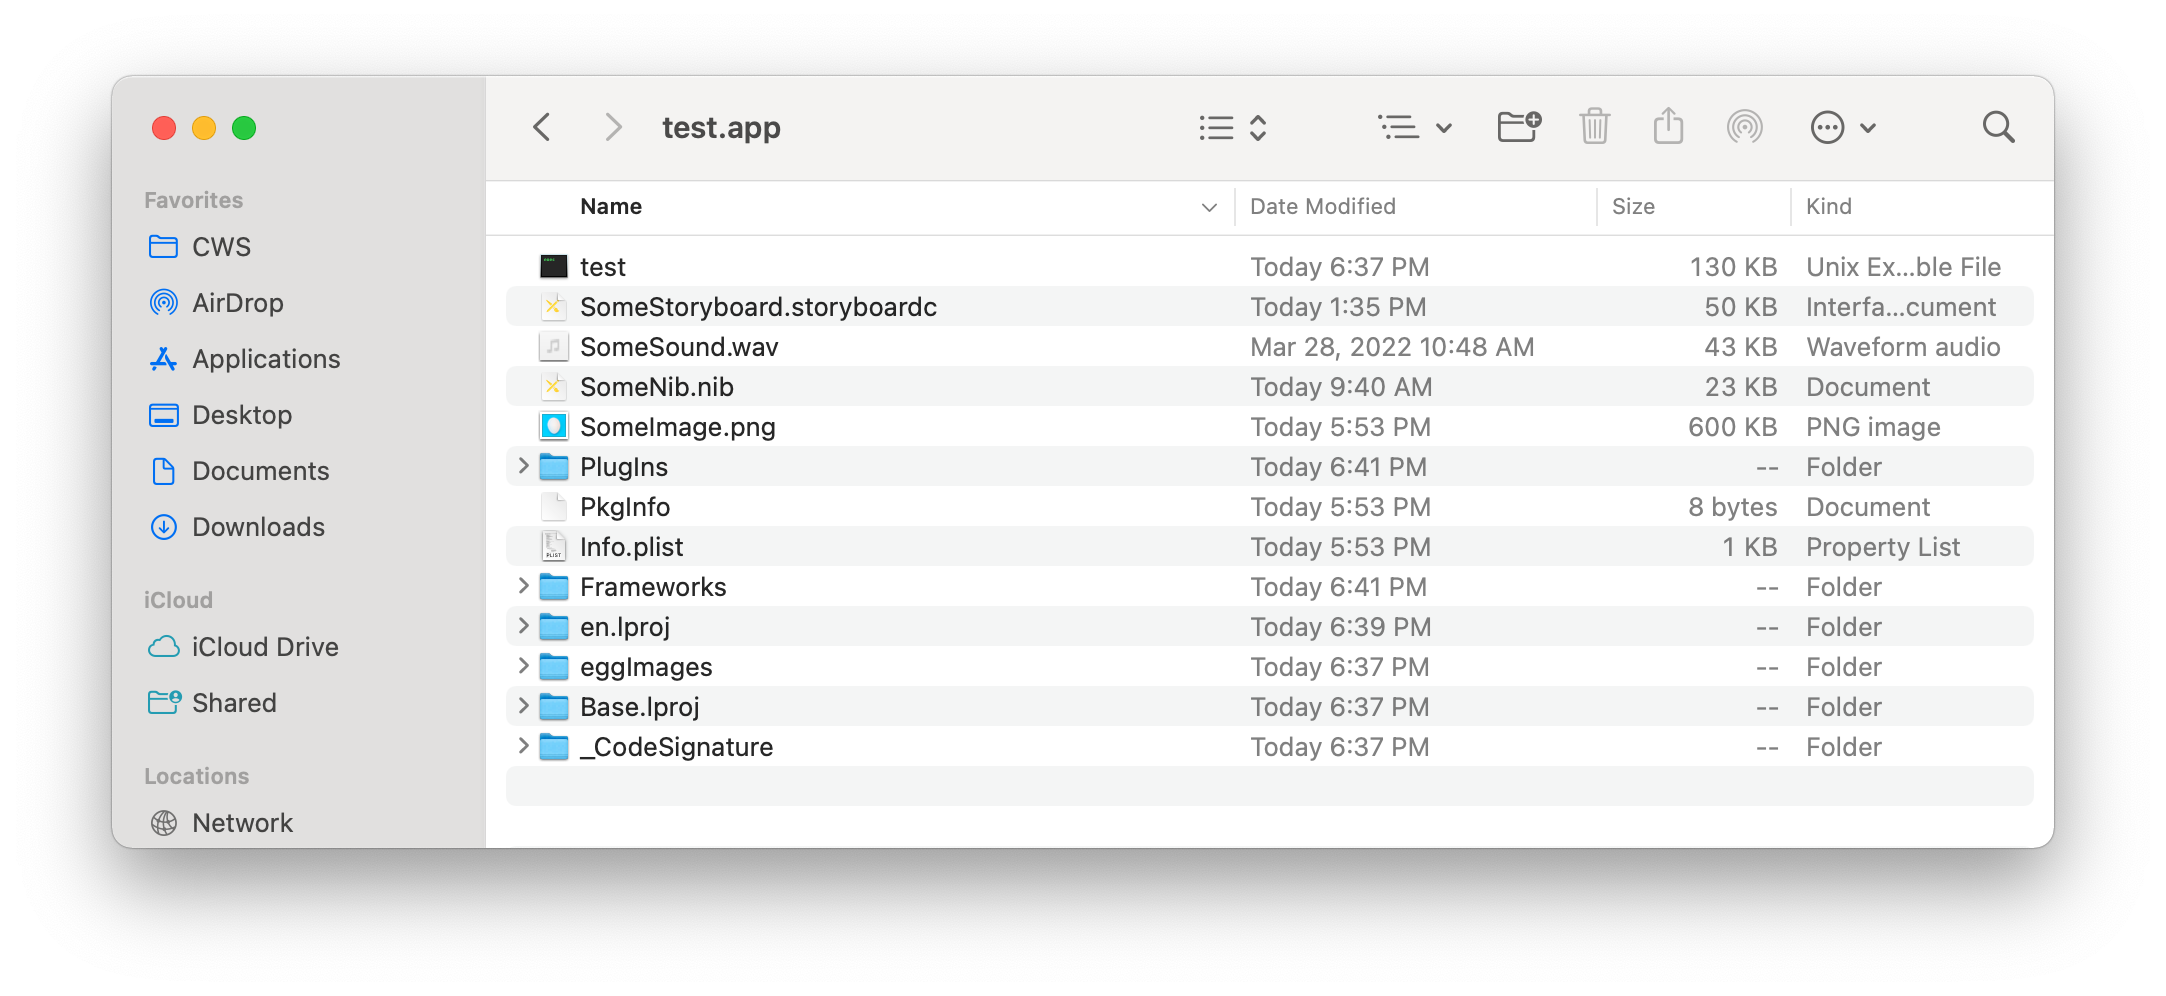 test.app
Favorites
CWS
AirDrop
Applications
Desktop
Documents
Downloads
iCloud
iCloud Drive
Shared
Locations
Network
Name Date Modified Size Kind
test Today 6:37 PM 130 KB Unix Ex...ble File
SomeStoryboard.storyboardc Today 1:35 PM 50 KB Interfa...cument
SomeSound.wav Mar 28, 2022 10:48 AM 43 KB Waveform audio
SomeNib.nib Today 9:40 AM 23 KB Document
SomeImage.png Today 5:53 PM 600 KB PNG image
PlugIns Today 6:41 PM -- Folder
PkgInfo Today 5:53 PM 8 bytes Document
Info.plist Today 5:53 PM 1 KB Property List
Frameworks Today 6:41 PM -- Folder
en.lproj Today 6:39 PM -- Folder
eggImages Today 6:37 PM -- Folder
Base.lproj Today 6:37 PM -- Folder
_CodeSignature Today 6:37 PM -- Folder